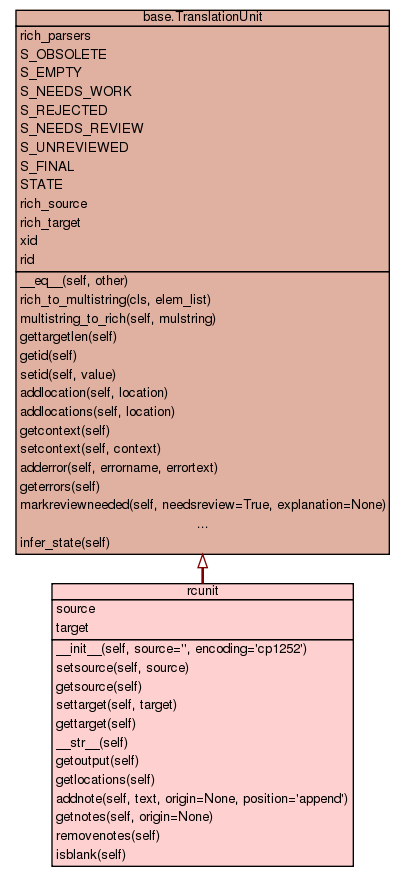 base.TranslationUnit
rich_parsers
S_OBSOLETE
S_EMPTY
S_NEEDS_WORK
S_REJECTED
S_NEEDS_REVIEW
S_UNREVIEWED
S_FINAL
STATE
rich_source
rich_target
xid
rid
__eq__(self, other)
rich_to_multistring(cls, elem_list)
multistring_to_rich(self, mulstring)
gettargetlen(self)
getid(self)
setid(self, value)
addlocation(self, location)
addlocations(self, location)
getcontext(self)
setcontext(self, context)
adderror(self, errorname, errortext)
geterrors(self)
markreviewneeded(self, needsreview=True, explanation=None)
...
infer_state(self)
rcunit
source
target
__init__(self, source='', encoding='cp1252')
setsource(self, source)
getsource(self)
settarget(self, target)
gettarget(self)
__str__(self)
getoutput(self)
getlocations(self)
addnote(self, text, origin=None, position='append')
getnotes(self, origin=None)
removenotes(self)
isblank(self)